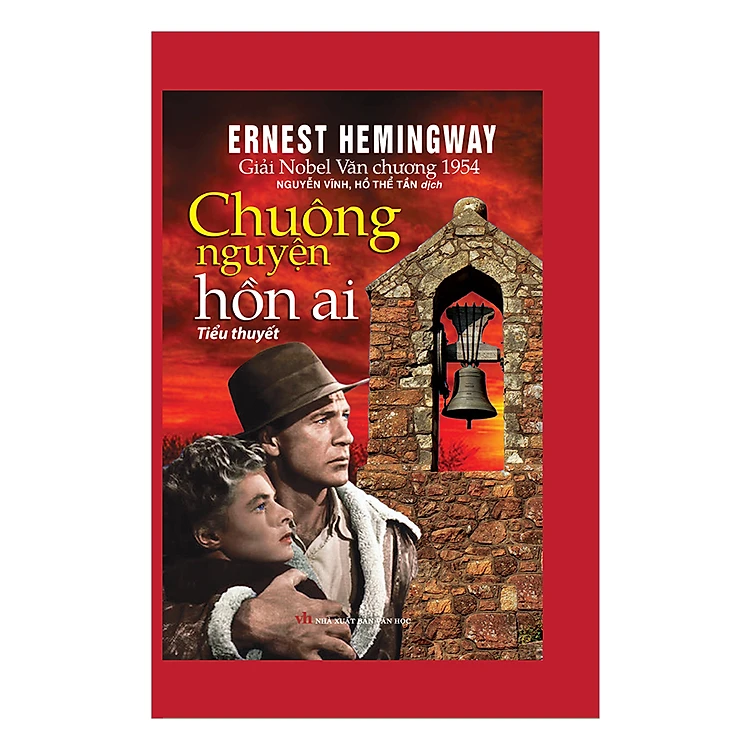 ERNEST HEMINGWAY
Giải Nobel Văn chương 1954
NGUYỄN VĨNH, HỒ THỂ TẦN dịch
Chuông
nguyện
hồn ai
Tiểu thuyết
vh NHÀ XUẤT BẢN VĂN HỌC